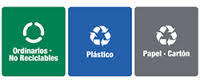 Ordinarios -
No Reciclables
Plástico
Papel - Cartón